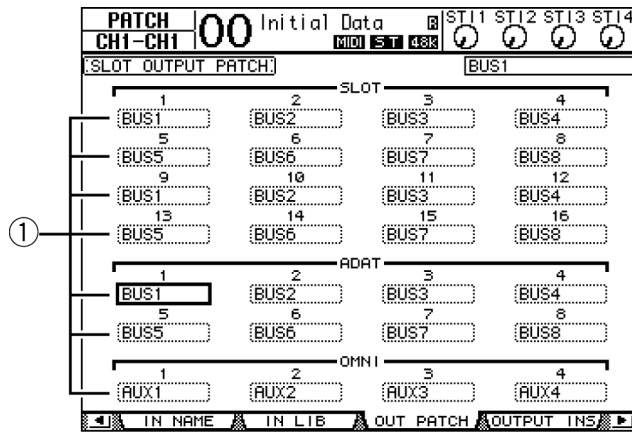 PATCH
CH1-CH1
00 Initial Data R
MIDI ST 48K
STI1 STI2 STI3 STI4
SLOT OUTPUT PATCH
BUS1
SLOT
1 2 3 4
BUS1 BUS2 BUS3 BUS4
5 6 7 8
BUS5 BUS6 BUS7 BUS8
9 10 11 12
BUS1 BUS2 BUS3 BUS4
13 14 15 16
BUS5 BUS6 BUS7 BUS8
①
ADAT
1 2 3 4
BUS1 BUS2 BUS3 BUS4
5 6 7 8
BUS5 BUS6 BUS7 BUS8
OMNI
1 2 3 4
AUX1 AUX2 AUX3 AUX4
IN NAME IN LIB OUT PATCH OUTPUT INS